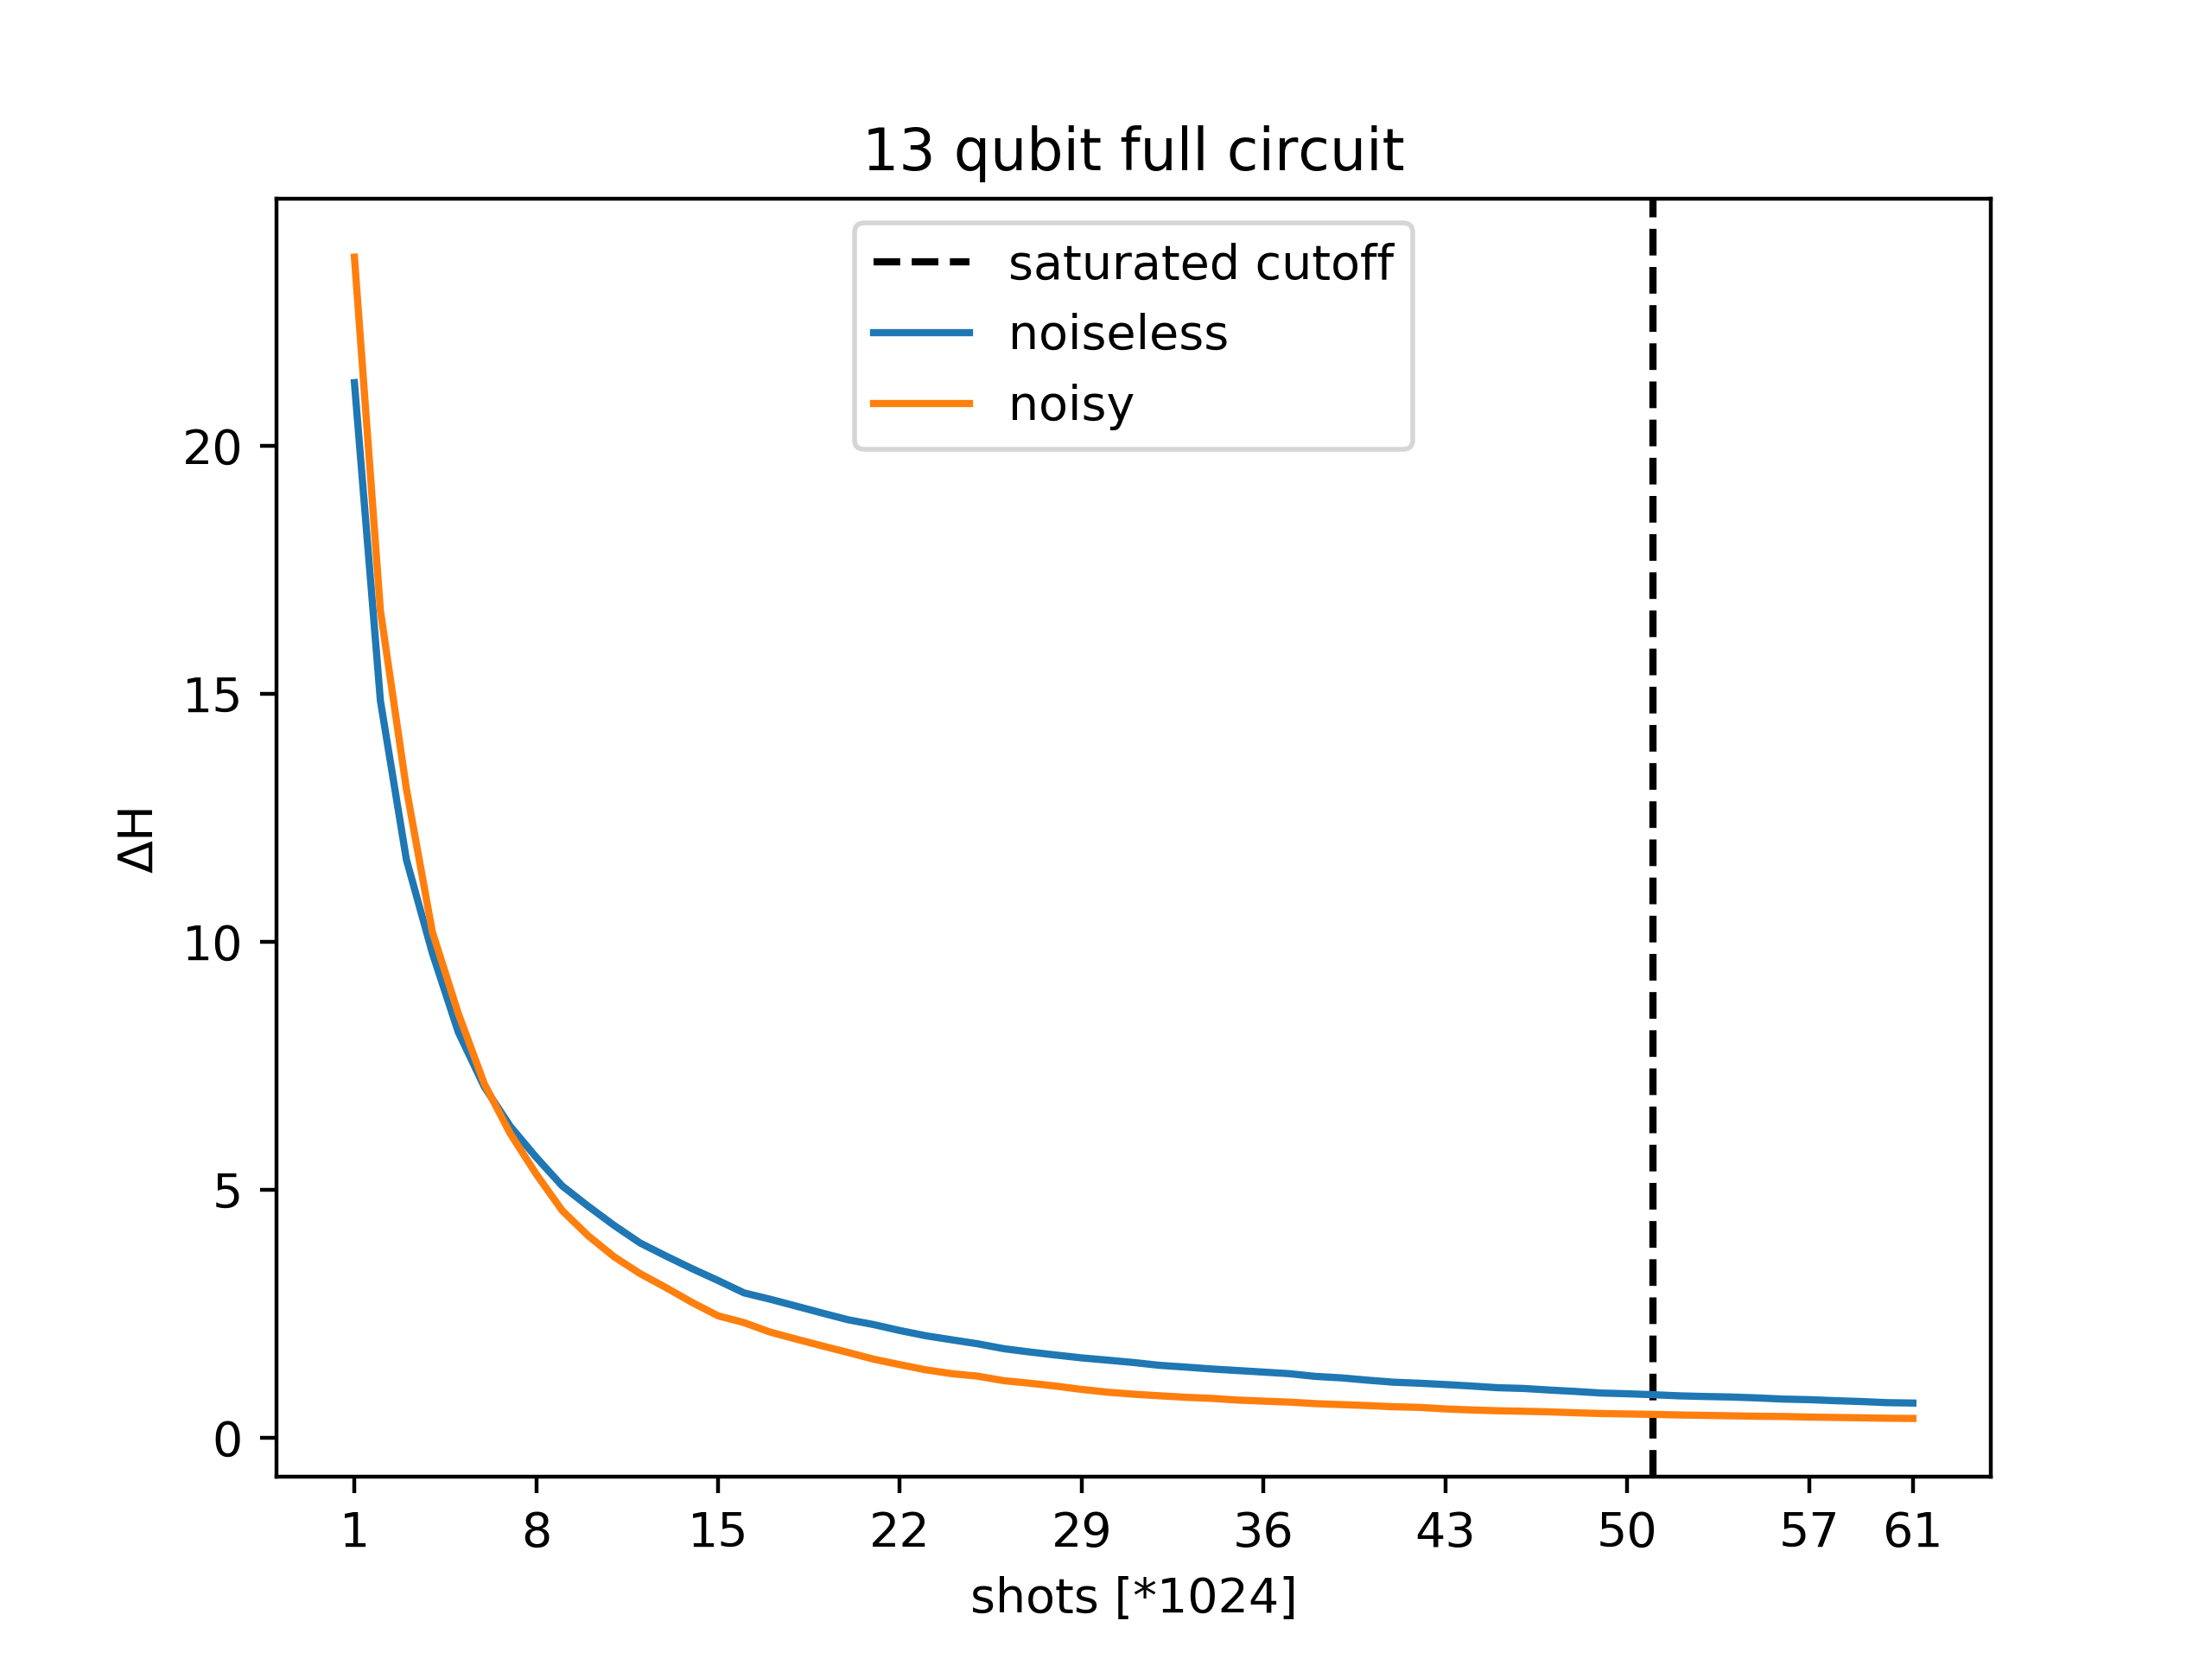 13 qubit full circuit
saturated cutoff
noiseless
noisy
20
15
10
5
0
ΔH
1 8 15 22 29 36 43 50 57 61
shots [*1024]